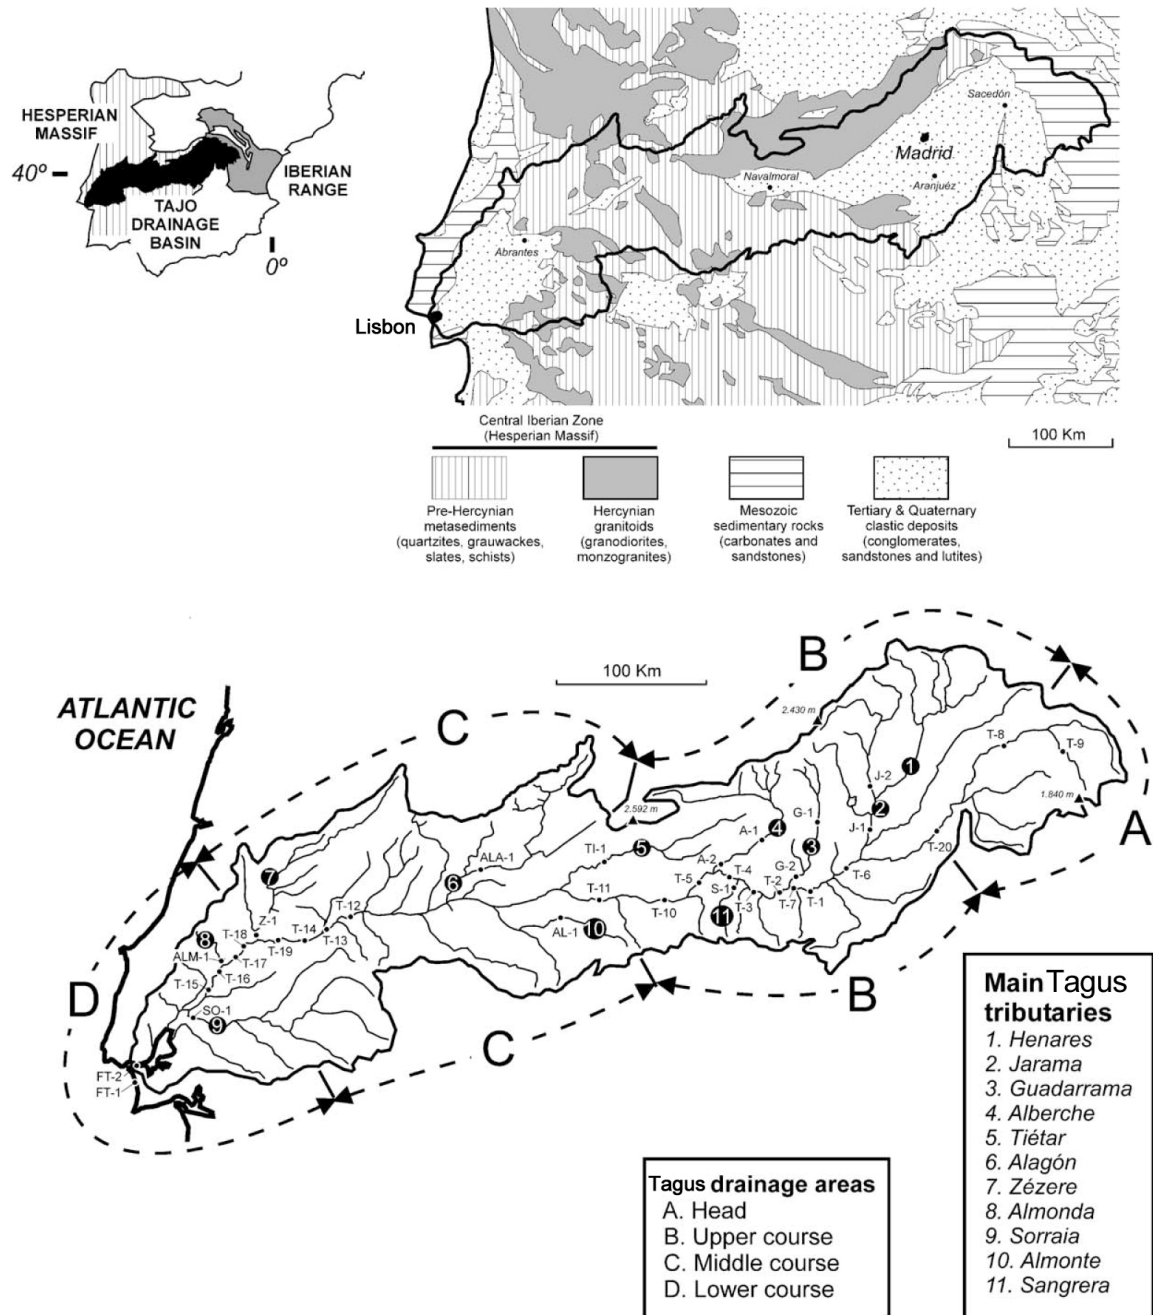 HESPERIAN
MASSIF
40º
IBERIAN
RANGE
TAJO
DRAINAGE
BASIN
0º
Sacedón
Madrid
Navalmoral
Aranjuéz
Abrantes
Lisbon
Central Iberian Zone
(Hesperian Massif)
100 Km
Pre-Hercynian
metasediments
(quartzites, grauwackes,
slates, schists)
Hercynian
granitoids
(granodiorites,
monzogranites)
Mesozoic
sedimentary rocks
(carbonates and
sandstones)
Tertiary & Quaternary
clastic deposits
(conglomerates,
sandstones and lutites)
B
100 Km
ATLANTIC
OCEAN
C
2.430 m
T-8
T-9
1
J-2
2
1.840 m
2.592 m
G-1
A
4
A-1
J-1
T-20
3
TI-1
5
ALA-1
A-2
G-2
T-6
7
6
T-4
T-5
S-1
T-2
T-11
T-3
T-7
T-1
T-12
T-10
11
Z-1
AL-1
10
T-18
T-14
T-13
8
T-19
ALM-1
T-17
T-16
T-15
D
B
SO-1
9
C
FT-2
FT-1
Main Tagus
tributaries
1. Henares
2. Jarama
3. Guadarrama
4. Alberche
5. Tiétar
6. Alagón
7. Zézere
8. Almonda
9. Sorraia
10. Almonte
11. Sangrera
Tagus drainage areas
A. Head
B. Upper course
C. Middle course
D. Lower course